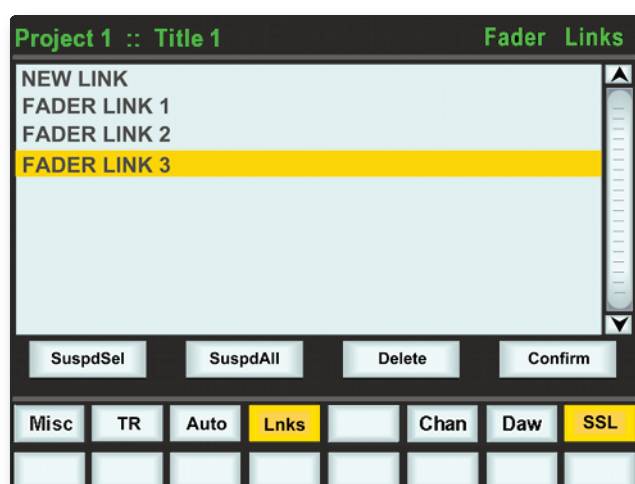 Project 1 :: Title 1 Fader Links
NEW LINK
FADER LINK 1
FADER LINK 2
FADER LINK 3
SuspdSel SuspdAll Delete Confirm
Misc TR Auto Lnks Chan Daw SSL